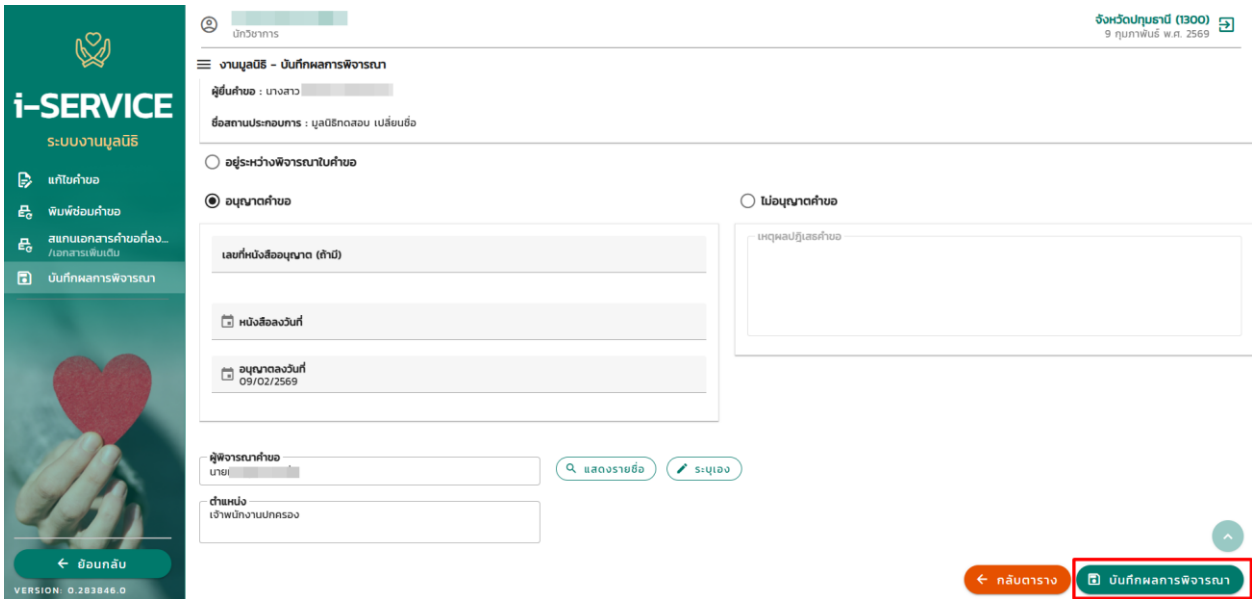 นักวิชาการ
จังหวัดปทุมธานี (1300)
9 กุมภาพันธ์ พ.ศ. 2569
i-SERVICE
ระบบงานมูลนิธิ
แก้ไขคำขอ
พิมพ์ซ่อมคำขอ
สแกนเอกสารคำขอที่ลง...
/เอกสารเพิ่มเติม
บันทึกผลการพิจารณา
ย้อนกลับ
VERSION: 0.283846.0
งานมูลนิธิ - บันทึกผลการพิจารณา
ผู้ยื่นคำขอ : นางสาว
ชื่อสถานประกอบการ : มูลนิธิทดสอบ เปลี่ยนชื่อ
อยู่ระหว่างพิจารณาใบคำขอ
อนุญาตคำขอ
เลขที่หนังสืออนุญาต (ถ้ามี)
หนังสือลงวันที่
อนุญาตลงวันที่
09/02/2569
ไม่อนุญาตคำขอ
เหตุผลปฏิเสธคำขอ
ผู้พิจารณาคำขอ
นาย
แสดงรายชื่อ
ระบุเอง
ตำแหน่ง
เจ้าพนักงานปกครอง
กลับตาราง
บันทึกผลการพิจารณา